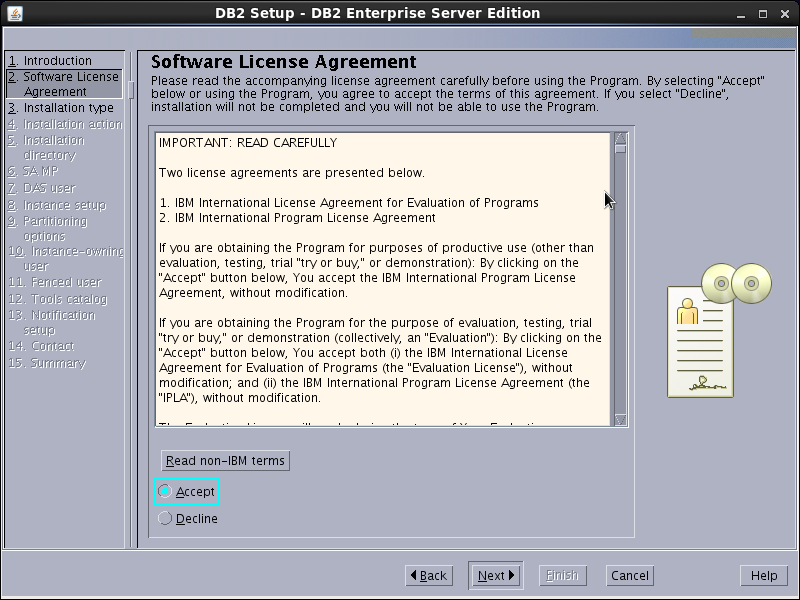 DB2 Setup - DB2 Enterprise Server Edition
1. Introduction
2. Software License
Agreement
3. Installation type
4. Installation action
5. Installation
directory
6. SA MP
7. DAS user
8. Instance setup
9. Partitioning
options
10. Instance-owning
user
11. Fenced user
12. Tools catalog
13. Notification
setup
14. Contact
15. Summary
Software License Agreement
Please read the accompanying license agreement carefully before using the Program. By selecting "Accept"
below or using the Program, you agree to accept the terms of this agreement. If you select "Decline",
installation will not be completed and you will not be able to use the Program.
IMPORTANT: READ CAREFULLY
Two license agreements are presented below.
1. IBM International License Agreement for Evaluation of Programs
2. IBM International Program License Agreement
If you are obtaining the Program for purposes of productive use (other than
evaluation, testing, trial "try or buy," or demonstration): By clicking on the
"Accept" button below, You accept the IBM International Program License
Agreement, without modification.
If you are obtaining the Program for the purpose of evaluation, testing, trial
"try or buy," or demonstration (collectively, an "Evaluation"): By clicking on the
"Accept" button below, You accept both (i) the IBM International License
Agreement for Evaluation of Programs (the "Evaluation License"), without
modification; and (ii) the IBM International Program License Agreement (the
"IPLA"), without modification.
Read non-IBM terms
Accept
Decline
Back
Next
Finish
Cancel
Help